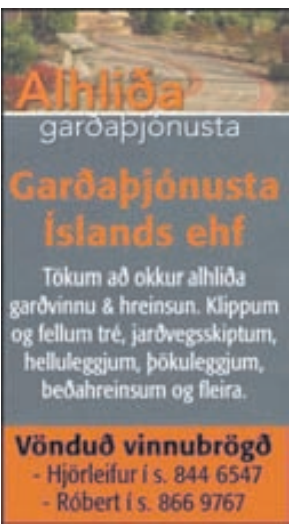 Alhliða
garðaþjónusta
Garðaþjónusta
Íslands ehf
Tökum að okkur alhliða
garðvinnu & hreinsun. Klippum
og fellum tré, jarðvegsskiptum,
helluleggjum, þökuleggjum,
beðahreinsum og fleira.
Vönduð vinnubrögð
- Hjörleifur í s. 844 6547
- Róbert í s. 866 9767